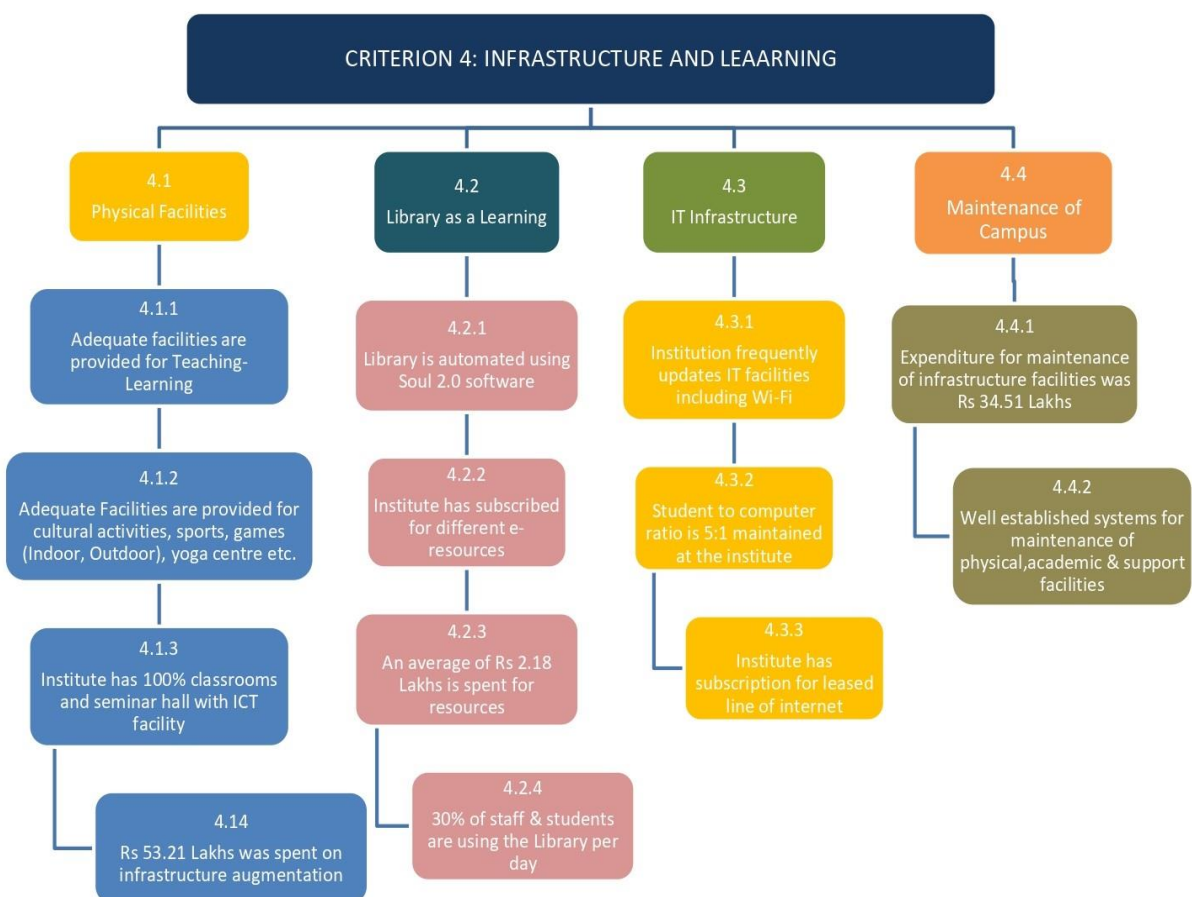 CRITERION 4: INFRASTRUCTURE AND LEAARNING
4.1
Physical Facilities
4.1.1
Adequate facilities are
provided for Teaching-
Learning
4.1.2
Adequate Facilities are provided for
cultural activities, sports, games
(Indoor, Outdoor), yoga centre etc.
4.1.3
Institute has 100% classrooms
and seminar hall with ICT
facility
4.14
Rs 53.21 Lakhs was spent on
infrastructure augmentation
4.2
Library as a Learning
4.2.1
Library is automated using
Soul 2.0 software
4.2.2
Institute has subscribed
for different e-
resources
4.2.3
An average of Rs 2.18
Lakhs is spent for
resources
4.2.4
30% of staff & students
are using the Library per
day
4.3
IT Infrastructure
4.3.1
Institution frequently
updates IT facilities
including Wi-Fi
4.3.2
Student to computer
ratio is 5:1 maintained
at the institute
4.3.3
Institute has
subscription for leased
line of internet
4.4
Maintenance of
Campus
4.4.1
Expenditure for maintenance
of infrastructure facilities was
Rs 34.51 Lakhs
4.4.2
Well established systems for
maintenance of
physical,academic & support
facilities